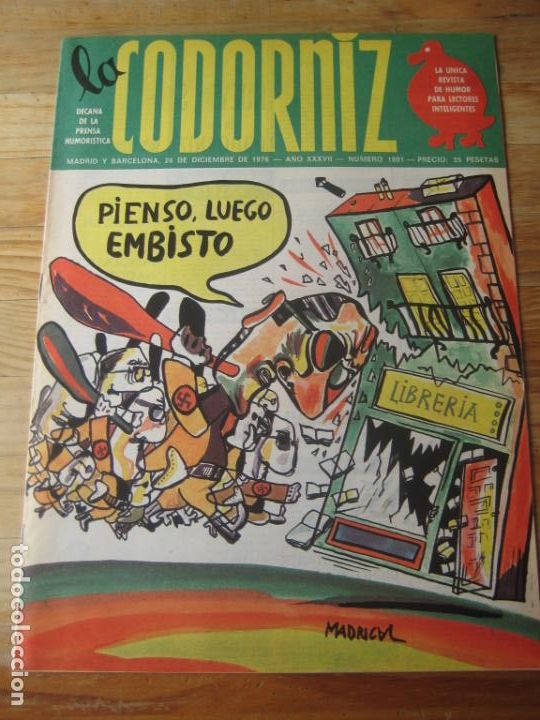 la CODORNIZ
DECANA
DE LA
PRENSA
HUMORISTICA
LA UNICA
REVISTA
DE HUMOR
PARA LECTORES
INTELIGENTES
MADRID Y BARCELONA, 26 DE DICIEMBRE DE 1976 — AÑO XXXVII — NUMERO 1801 — PRECIO: 35 PESETAS
PIENSO, LUEGO
EMBISTO
LIBRERIA
MADRIGAL
todocoleccion